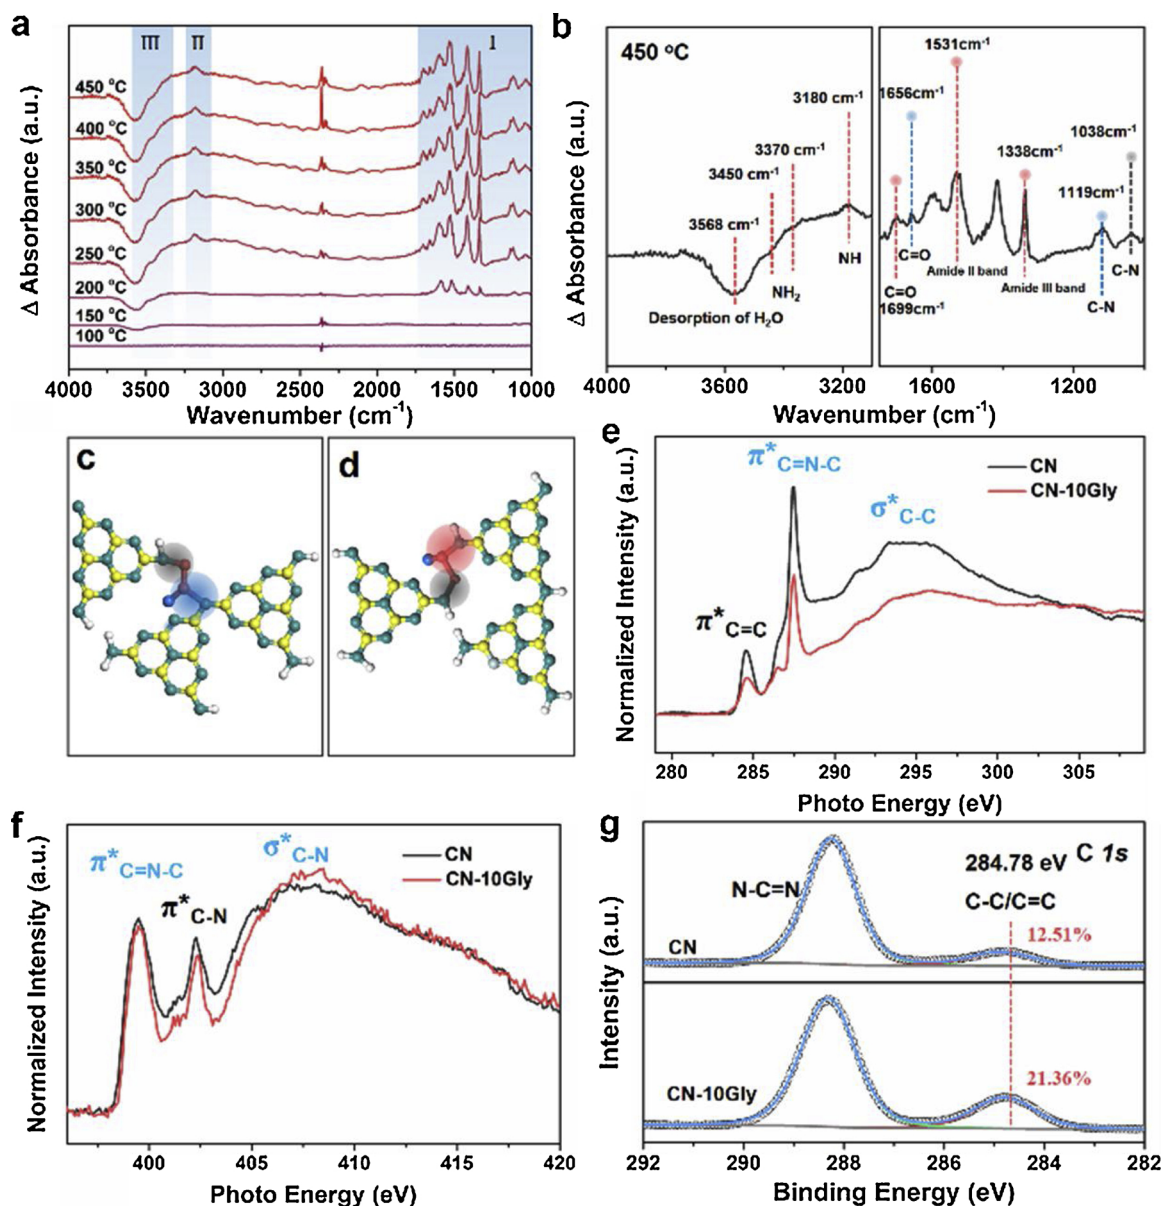 a
III
II
I
450 °C
400 °C
350 °C
300 °C
250 °C
200 °C
150 °C
100 °C
Δ Absorbance (a.u.)
4000 3500 3000 2500 2000 1500 1000
Wavenumber (cm-1)
b
450 °C
3568 cm-1
3450 cm-1
3370 cm-1
3180 cm-1
NH2
NH
Desorption of H2O
1531cm-1
1656cm-1
1338cm-1
1038cm-1
1119cm-1
C=O
C=O
1699cm-1
Amide II band
Amide III band
C-N
C-N
Δ Absorbance (a.u.)
4000 3600 3200 1600 1200
Wavenumber (cm-1)
Wavenumber (cm-1)
c
d
e
π* C=N-C
σ* C-C
π* C=C
CN
CN-10Gly
Normalized Intensity (a.u.)
280 285 290 295 300 305
Photo Energy (eV)
f
π* C=N-C
π* C-N
σ* C-N
CN
CN-10Gly
Normalized Intensity (a.u.)
400 405 410 415 420
Photo Energy (eV)
g
N-C=N
284.78 eV
C 1s
C-C/C=C
12.51%
CN
21.36%
CN-10Gly
Intensity (a.u.)
292 290 288 286 284 282
Binding Energy (eV)